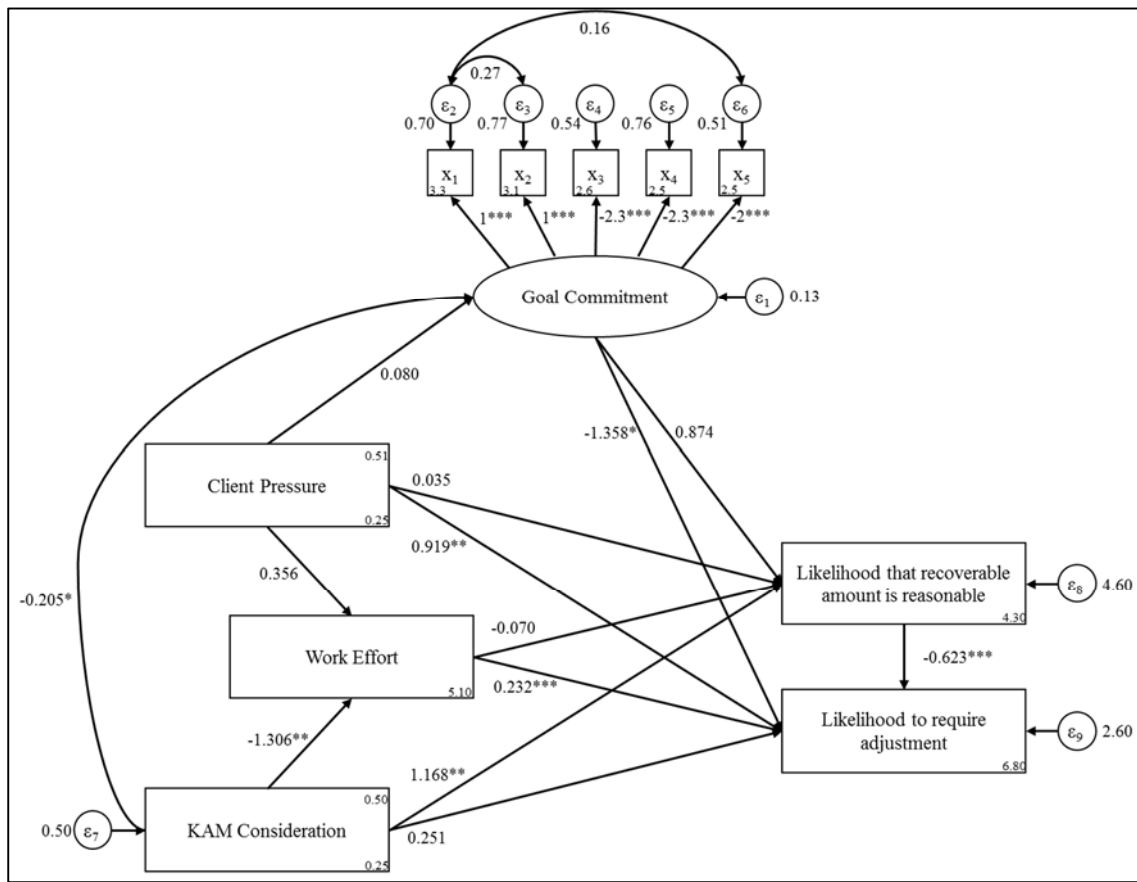 0.16
0.27
ε2
ε3
ε4
ε5
ε6
0.70
0.77
0.54
0.76
0.51
x1
x2
x3
x4
x5
3.3
3.1
2.6
2.5
2.5
1***
1***
-2.3***
-2.3***
-2***
Goal Commitment
ε1
0.13
0.080
-1.358*
0.874
0.51
Client Pressure
0.25
0.035
0.919**
0.356
-0.205*
Likelihood that recoverable
amount is reasonable
4.30
ε8
4.60
Work Effort
5.10
-0.070
0.232***
-0.623***
-1.306**
Likelihood to require
adjustment
6.80
ε9
2.60
1.168**
0.251
0.50
ε7
0.50
KAM Consideration
0.25